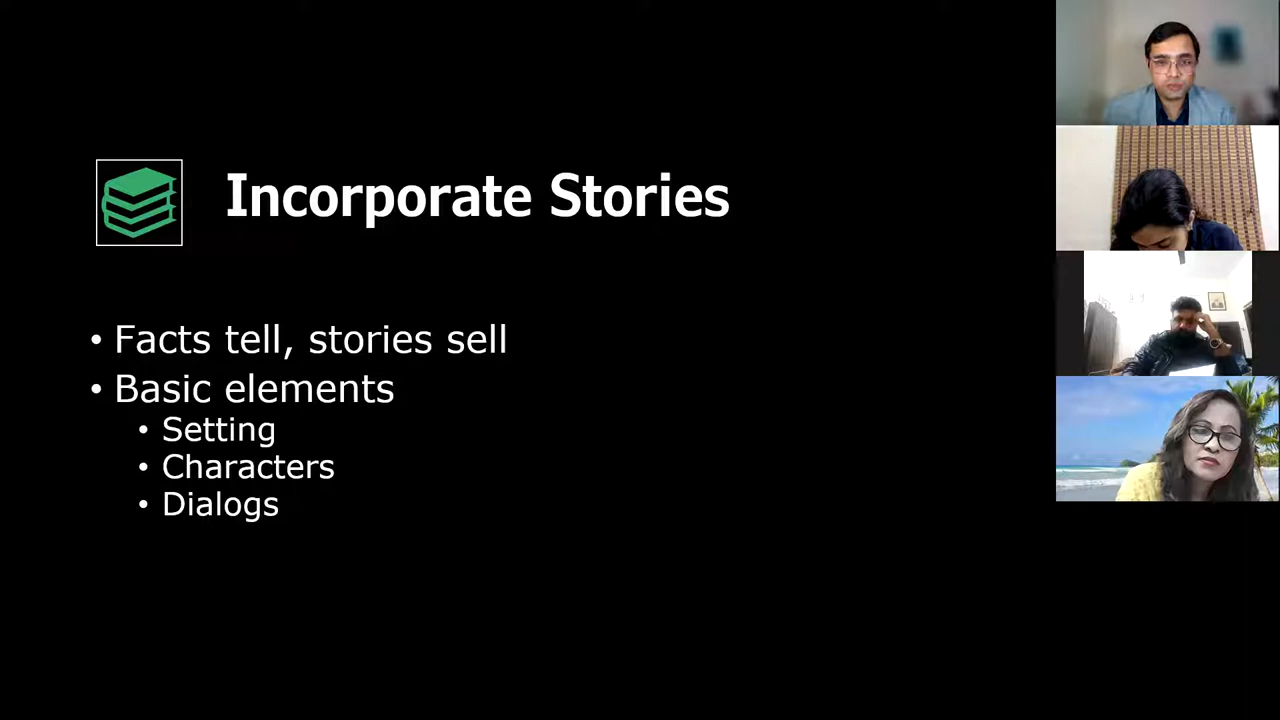 Incorporate Stories
• Facts tell, stories sell
• Basic elements
• Setting
• Characters
• Dialogs